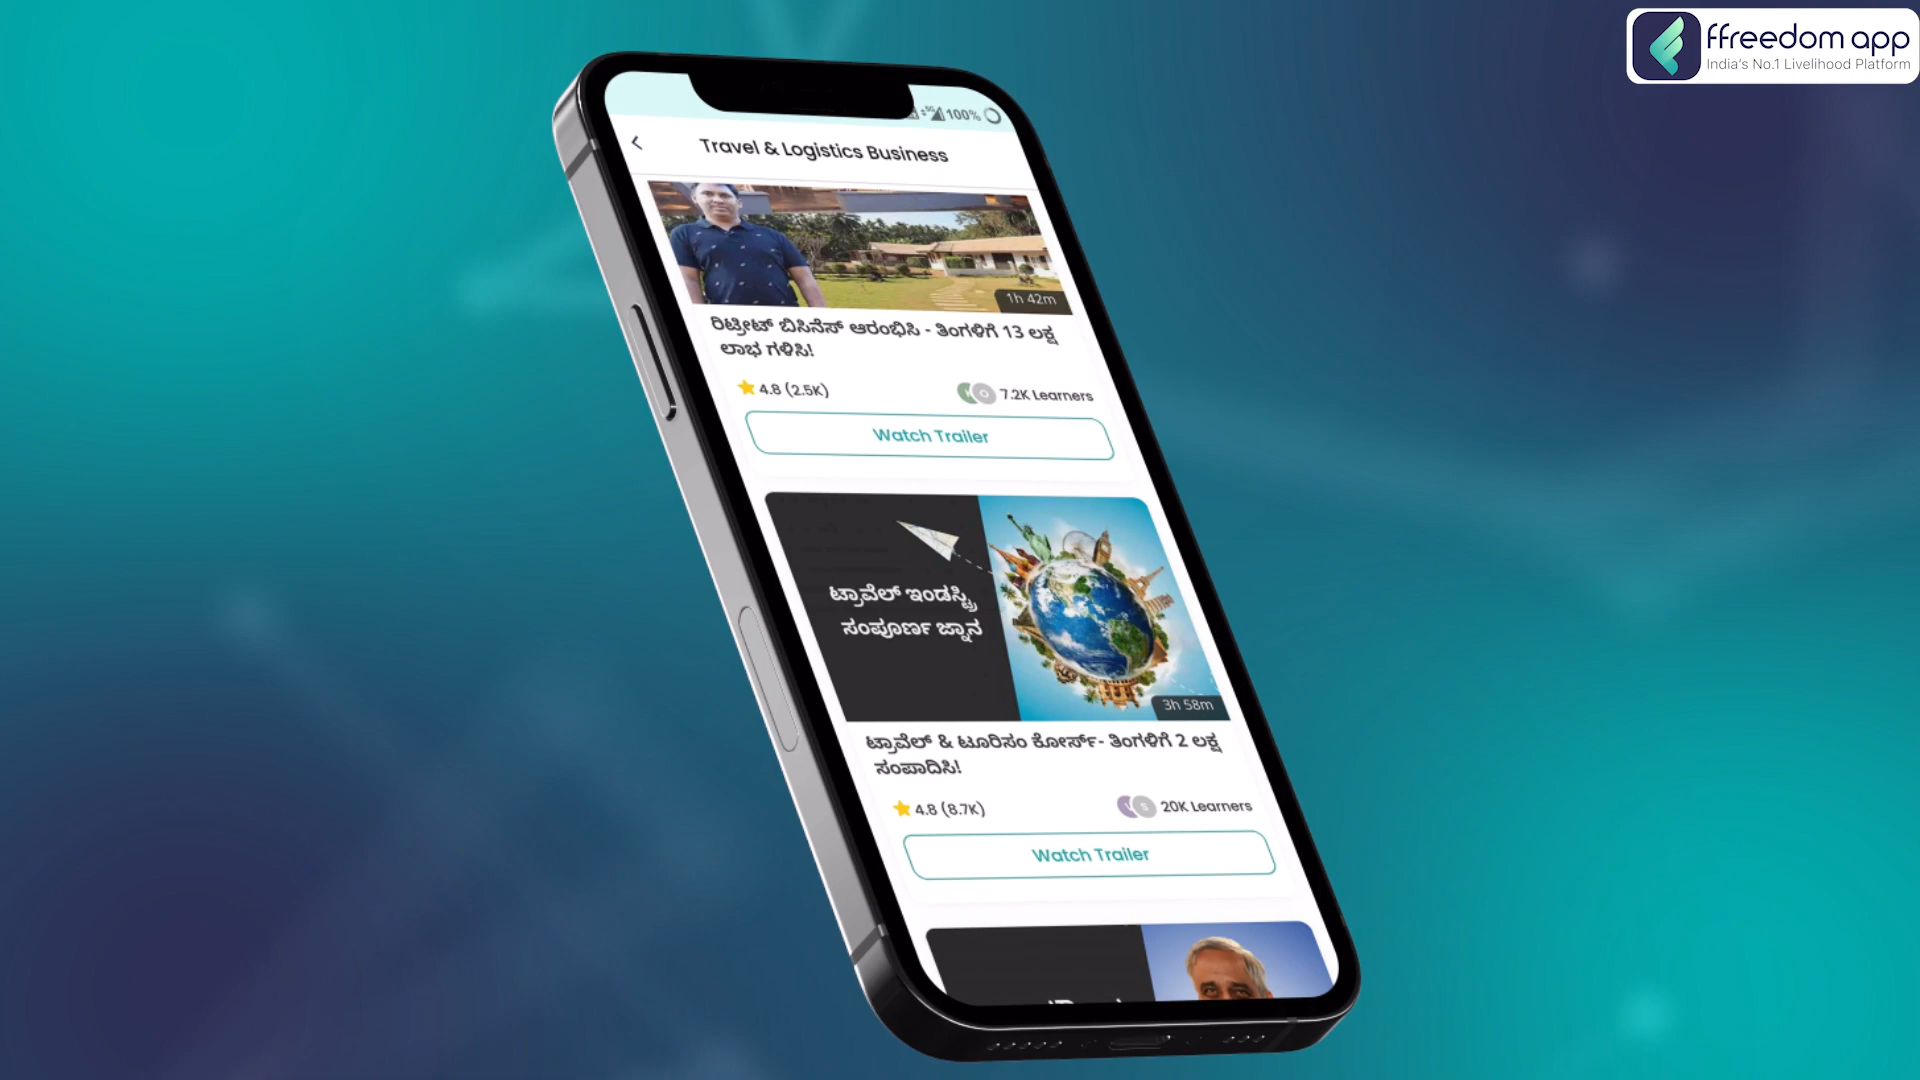 ffreedom app
India's No.1 Livelihood Platform
5G 100%
Travel & Logistics Business
1h 42m
ರಿಟ್ರೀಟ್ ಬಿಸಿನೆಸ್ ಆರಂಭಿಸಿ - ತಿಂಗಳಿಗೆ 13 ಲಕ್ಷ
ಲಾಭ ಗಳಿಸಿ!
4.8 (2.5K)
7.2K Learners
Watch Trailer
ಟ್ರಾವೆಲ್ ಇಂಡಸ್ಟ್ರಿ
ಸಂಪೂರ್ಣ ಜ್ಞಾನ
3h 58m
ಟ್ರಾವೆಲ್ & ಟೂರಿಸಂ ಕೋರ್ಸ್- ತಿಂಗಳಿಗೆ 2 ಲಕ್ಷ
ಸಂಪಾದಿಸಿ!
4.8 (8.7K)
S
20K Learners
Watch Trailer